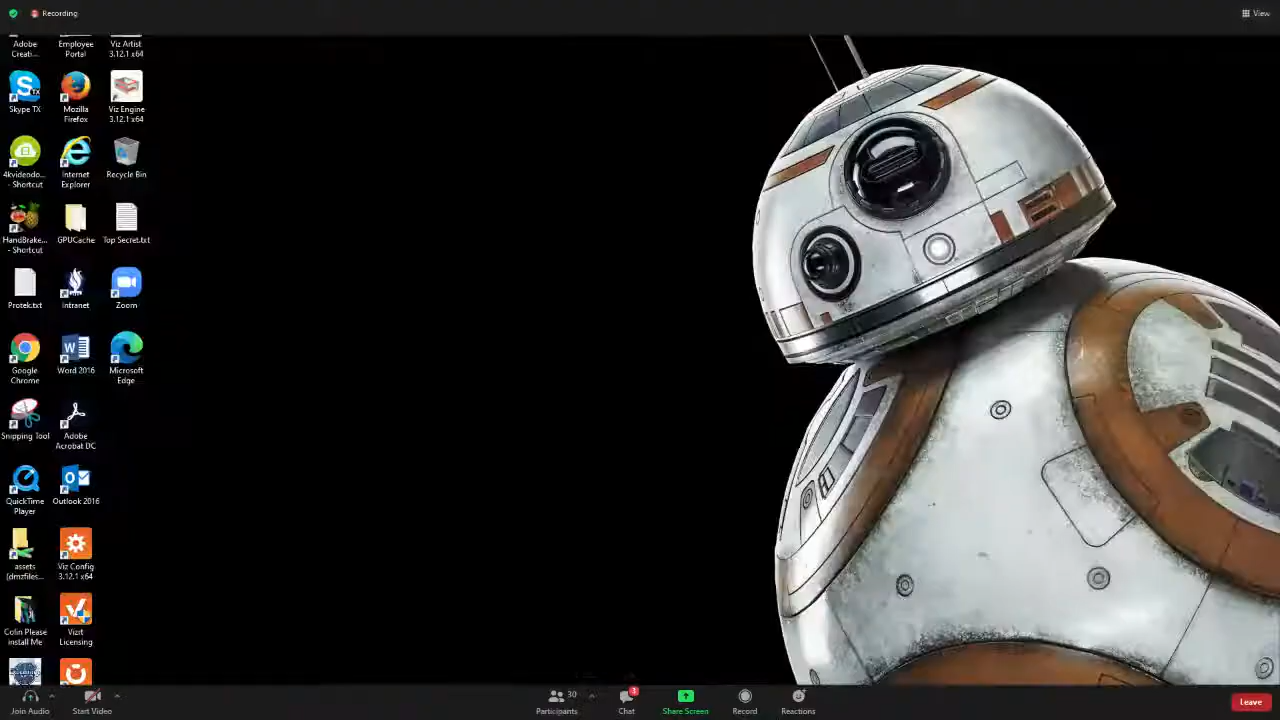 Recording
View
Adobe
Creati...
Employee
Portal
Viz Artist
3.12.1 x64
Skype TX
Mozilla
Firefox
Viz Engine
3.12.1 x64
4kvideodo...
- Shortcut
Internet
Explorer
Recycle Bin
HandBrake...
- Shortcut
GPUCache
Top Secret.txt
Protek.txt
Intranet
Zoom
Google
Chrome
Word 2016
Microsoft
Edge
Snipping Tool
Adobe
Acrobat DC
QuickTime
Player
Outlook 2016
assets
(dmzfiles...
Viz Config
3.12.1 x64
Colin Please
install Me
Vizrt
Licensing
Join Audio
Start Video
30
Participants
3
Chat
Share Screen
Record
Reactions
Leave